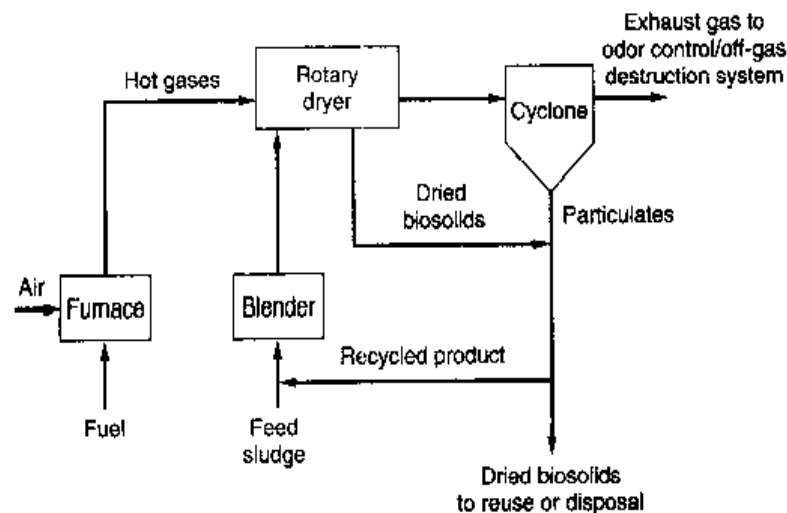 Exhaust gas to
odor control/off-gas
destruction system
Hot gases
Rotary
dryer
Cyclone
Dried
biosolids
Particulates
Air
Furnace
Blender
Recycled product
Fuel
Feed
sludge
Dried biosolids
to reuse or disposal